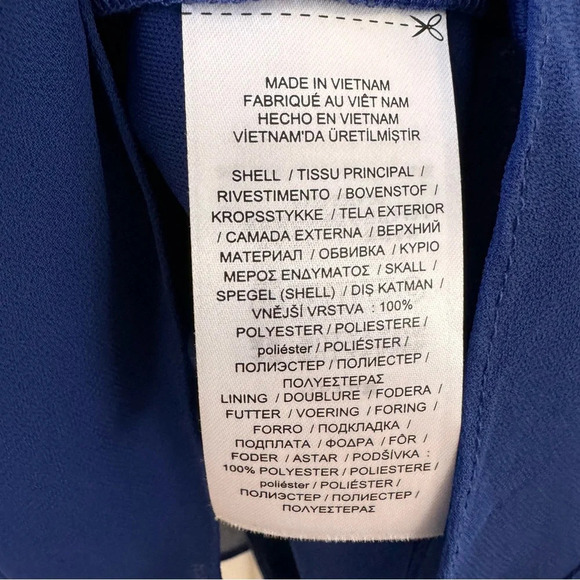 MADE IN VIETNAM
FABRIQUÉ AU VIÊT NAM
HECHO EN VIETNAM
VİETNAM'DA ÜRETİLMİŞTİR
SHELL / TISSU PRINCIPAL /
RIVESTIMENTO / BOVENSTOF /
KROPSSTYKKE / TELA EXTERIOR
/ CAMADA EXTERNA / ВЕРХНИЙ
МАТЕРИАЛ / ОБВИВКА / ΚΥΡΙΟ
ΜΕΡΟΣ ΕΝΔΥΜΑΤΟΣ / SKALL /
SPEGEL (SHELL) / DIŞ KATMAN /
VNĚJŠÍ VRSTVA : 100%
POLYESTER / POLIESTERE /
poliéster / POLIÉSTER /
ПОЛИЭСТЕР / ПОЛИЕСТЕР /
ΠΟΛΥΕΣΤΕΡΑΣ
LINING / DOUBLURE / FODERA /
FUTTER / VOERING / FORING /
FORRO / ПОДКЛАДКА /
ПОДПЛАТА / ΦΟΔΡΑ / FÔR /
FODER / ASTAR / PODŠÍVKA :
100% POLYESTER / POLIESTERE /
poliéster / POLIÉSTER /
ПОЛИЭСТЕР / ПОЛИЕСТЕР /
ΠΟΛΥΕΣΤΕΡΑΣ